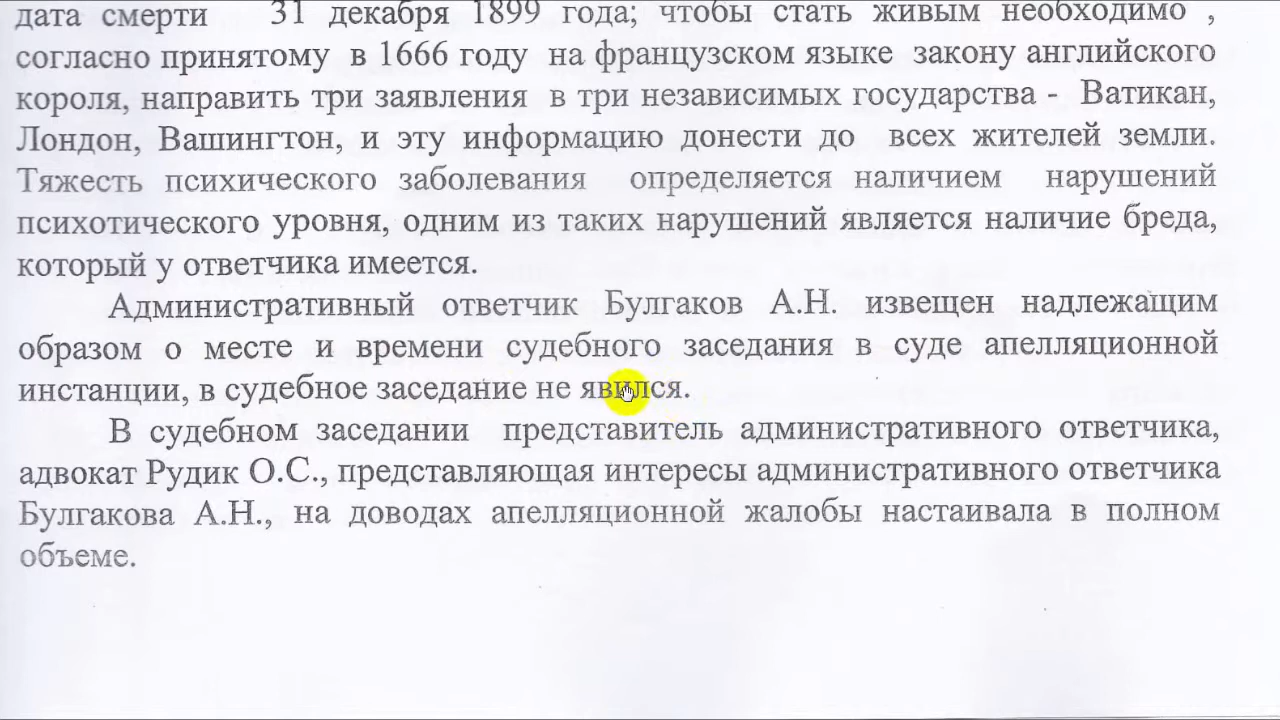 дата смерти 31 декабря 1899 года; чтобы стать живым необходимо ,
согласно принятому в 1666 году на французском языке закону английского
короля, направить три заявления в три независимых государства - Ватикан,
Лондон, Вашингтон, и эту информацию донести до всех жителей земли.
Тяжесть психического заболевания определяется наличием нарушений
психотического уровня, одним из таких нарушений является наличие бреда,
который у ответчика имеется.
Административный ответчик Булгаков А.Н. извещен надлежащим
образом о месте и времени судебного заседания в суде апелляционной
инстанции, в судебное заседание не явился.
В судебном заседании представитель административного ответчика,
адвокат Рудик О.С., представляющая интересы административного ответчика
Булгакова А.Н., на доводах апелляционной жалобы настаивала в полном
объеме.